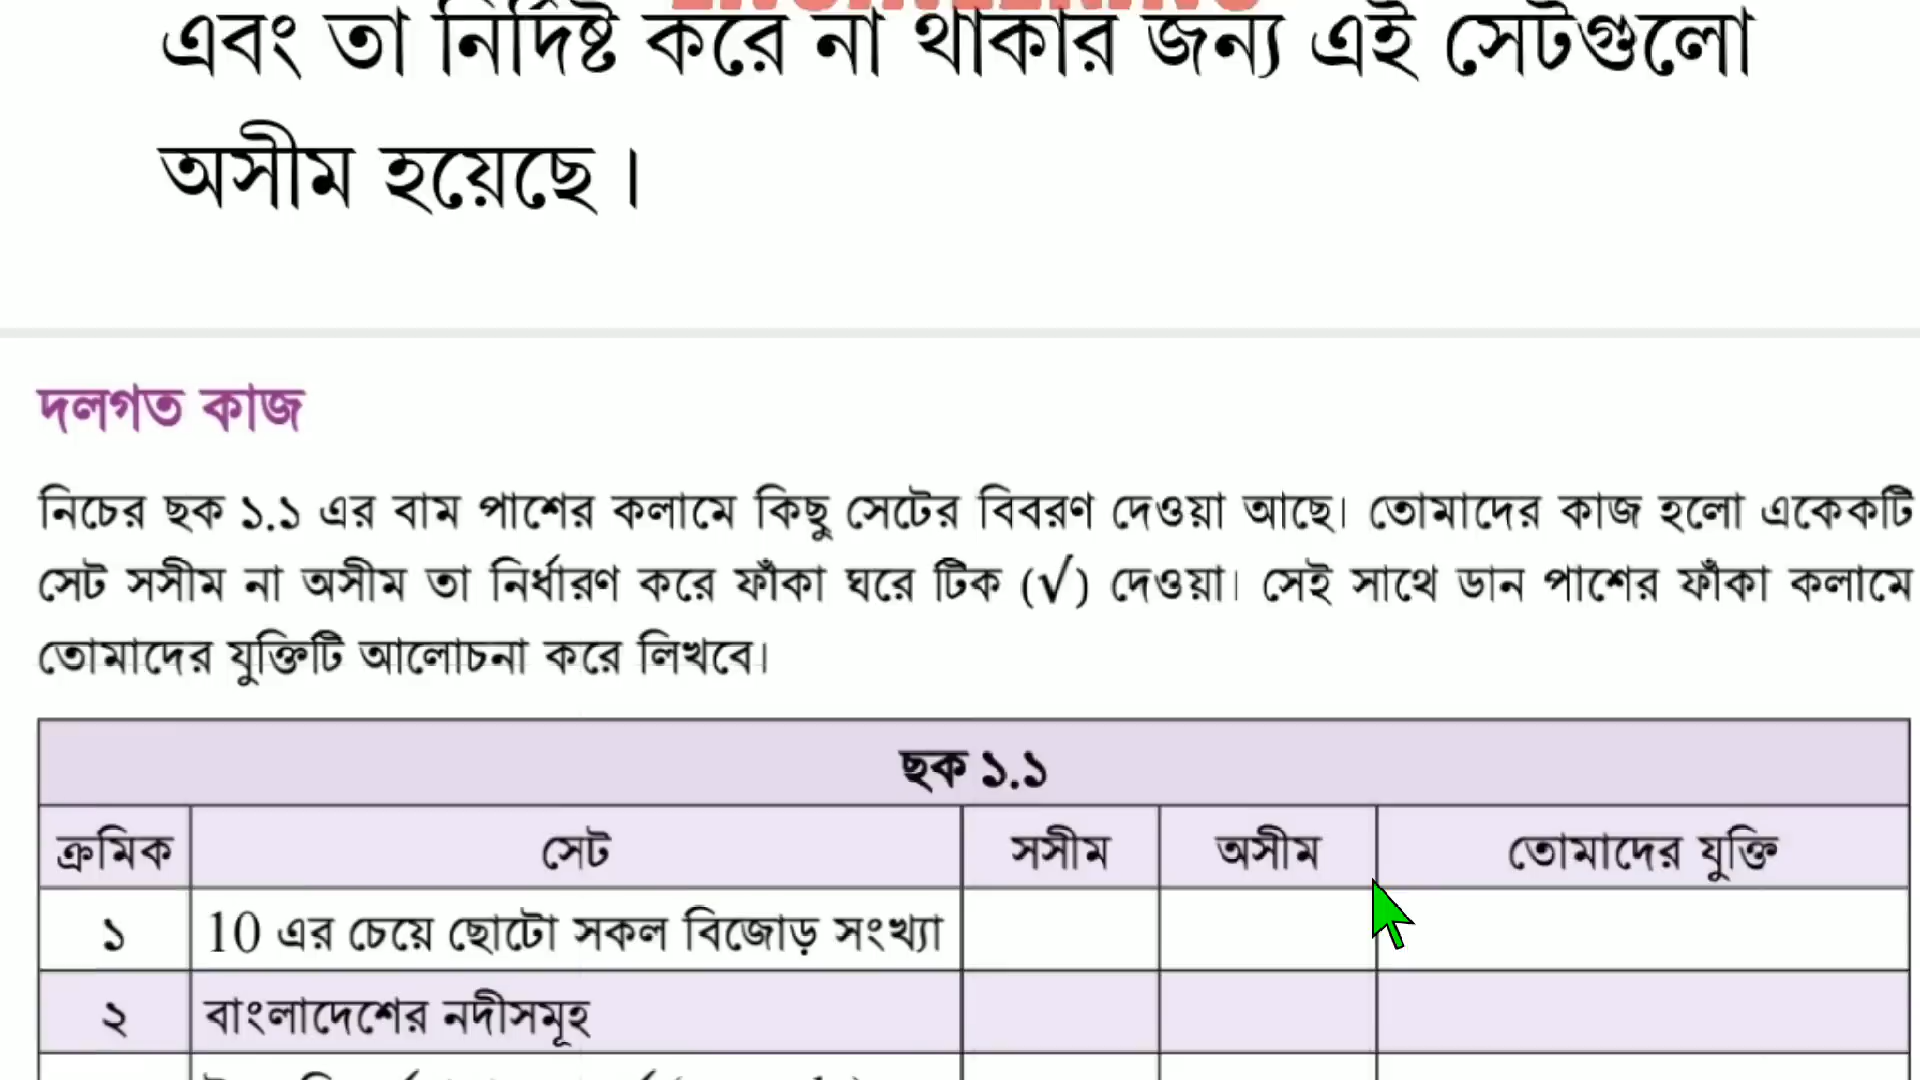 এবং তা নির্দিষ্ট করে না থাকার জন্য এই সেটগুলো
অসীম হয়েছে।
দলগত কাজ
নিচের ছক ১.১ এর বাম পাশের কলামে কিছু সেটের বিবরণ দেওয়া আছে। তোমাদের কাজ হলো একেকটি
সেট সসীম না অসীম তা নির্ধারণ করে ফাঁকা ঘরে টিক (√) দেওয়া। সেই সাথে ডান পাশের ফাঁকা কলামে
তোমাদের যুক্তিটি আলোচনা করে লিখবে।
ছক ১.১
ক্রমিক সেট সসীম অসীম তোমাদের যুক্তি
১ 10 এর চেয়ে ছোটো সকল বিজোড় সংখ্যা
২ বাংলাদেশের নদীসমূহ